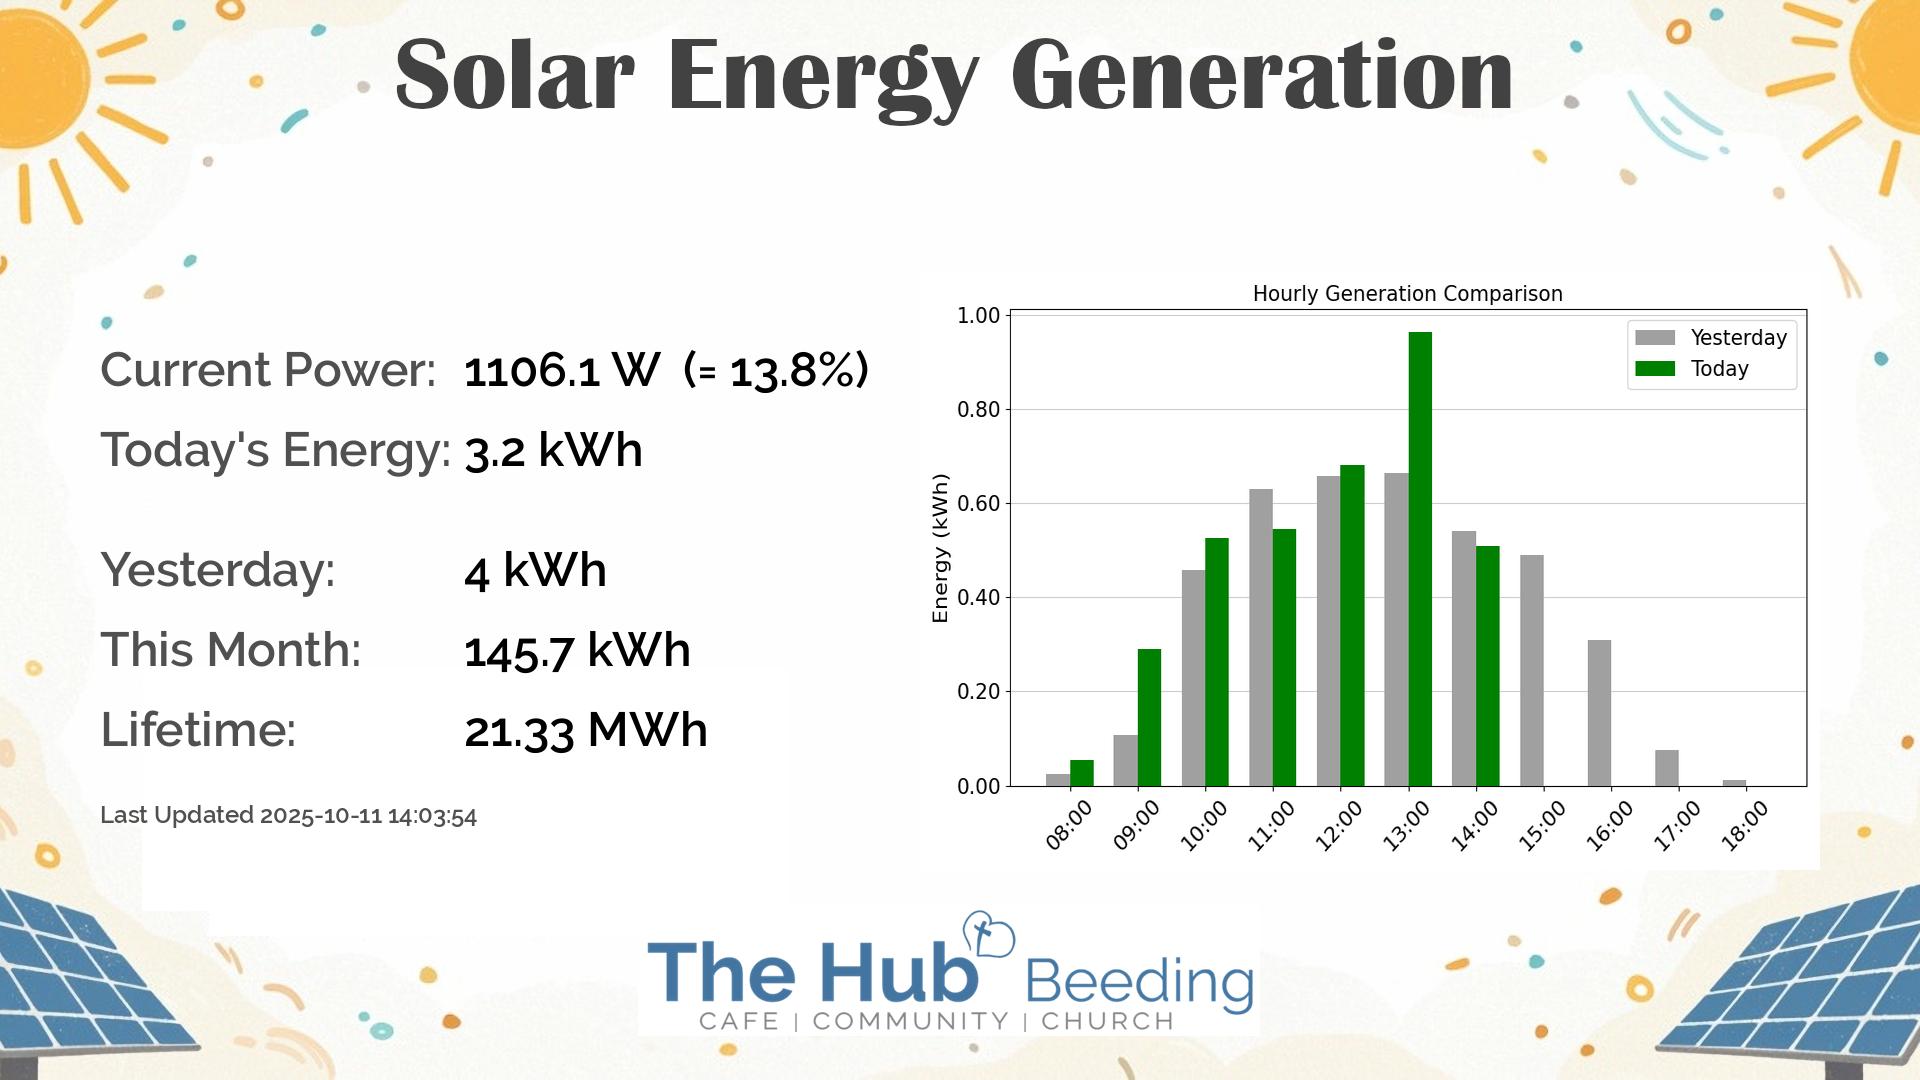 Solar Energy Generation
Current Power: 1106.1 W (= 13.8%)
Today's Energy: 3.2 kWh
Yesterday: 4 kWh
This Month: 145.7 kWh
Lifetime: 21.33 MWh
Last Updated 2025-10-11 14:03:54
Hourly Generation Comparison
Yesterday
Today
Energy (kWh)
1.00
0.80
0.60
0.40
0.20
0.00
08:00 09:00 10:00 11:00 12:00 13:00 14:00 15:00 16:00 17:00 18:00
The Hub Beeding
CAFE | COMMUNITY | CHURCH